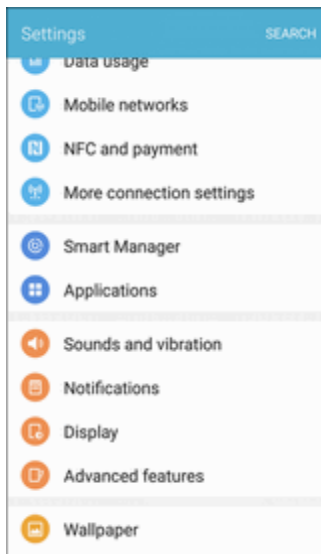 Settings
SEARCH
Data usage
Mobile networks
NFC and payment
More connection settings
Smart Manager
Applications
Sounds and vibration
Notifications
Display
Advanced features
Wallpaper